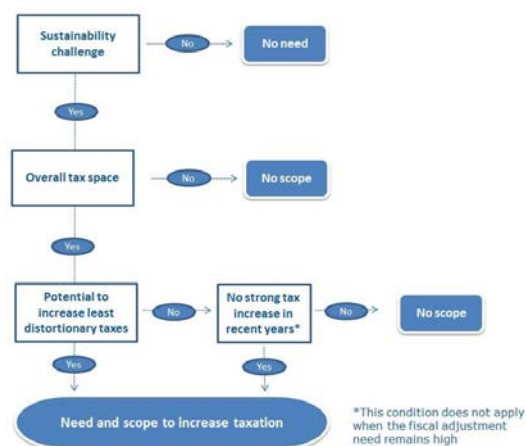 Sustainability
challenge
No
No need
Yes
Overall tax space
No
No scope
Yes
Potential to
increase least
distortionary taxes
No
No strong tax
increase in
recent years*
No
No scope
Yes
Yes
Need and scope to increase taxation
*This condition does not apply
when the fiscal adjustment
need remains high